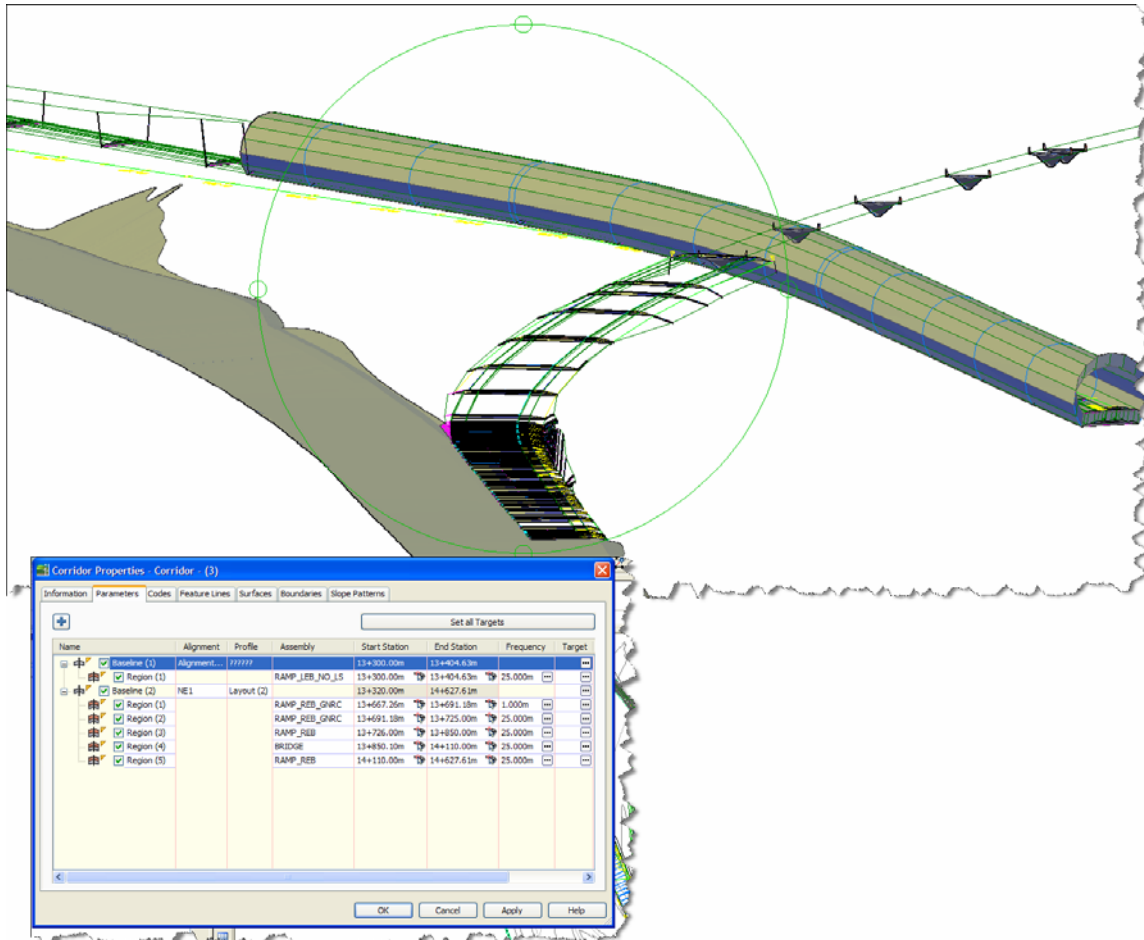 Corridor Properties - Corridor - (3)
Information Parameters Codes Feature Lines Surfaces Boundaries Slope Patterns
Set all Targets
Name Alignment Profile Assembly Start Station End Station Frequency Target
Baseline (1) Alignment... ?????? 13+300.00m 13+404.63m
Region (1) RAMP_LEB_NO_LS 13+300.00m 13+404.63m 25.000m
Baseline (2) NE1 Layout (2) 13+320.00m 14+627.61m
Region (1) RAMP_REB_GNRC 13+667.26m 13+691.18m 1.000m
Region (2) RAMP_REB_GNRC 13+691.18m 13+725.00m 25.000m
Region (3) RAMP_REB 13+726.00m 13+850.00m 25.000m
Region (4) BRIDGE 13+850.10m 14+110.00m 25.000m
Region (5) RAMP_REB 14+110.00m 14+627.61m 25.000m
OK Cancel Apply Help